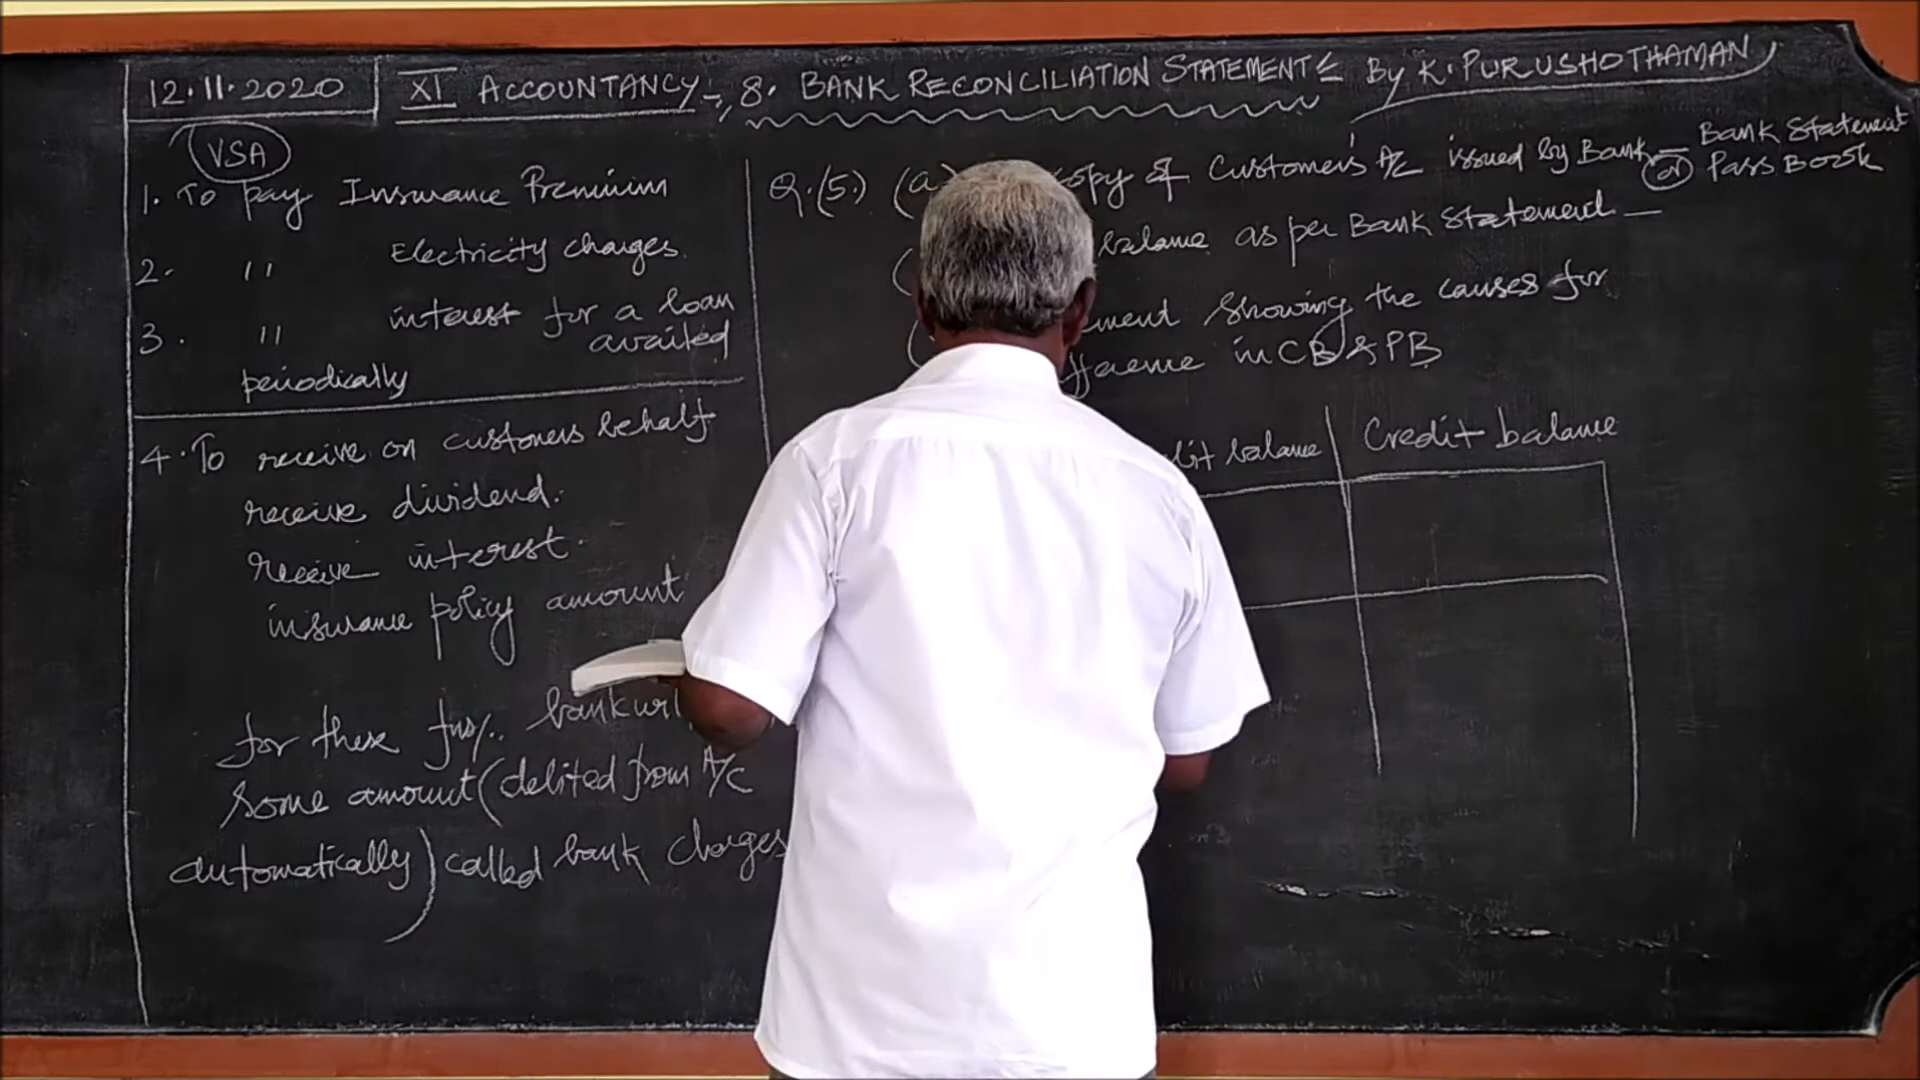 12.11.2020 XI ACCOUNTANCY 8. BANK RECONCILIATION STATEMENT By K. PURUSHOTHAMAN
VSA
1. To pay Insurance Premium
2. " Electricity charges
3. " interest for a loan
availed
periodically
4. To receive on customers behalf
receive dividend.
receive interest.
insurance policy amount
for these bank
Some amount (debited from A/c
automatically) called bank charges
Q.(5) (a) copy of Customer's A/c issued by Bank — Bank Statement
(or) Pass Book
balance as per Bank Statement —
showing the causes for
in CB & PB
balance Credit balance